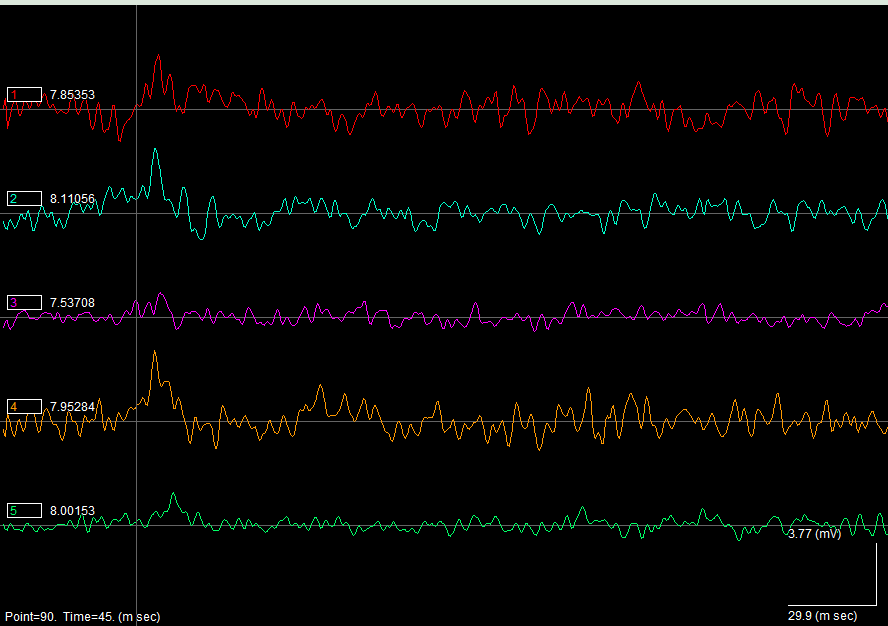 1 7.85353
2 8.11056
3 7.53708
4 7.95284
5 8.00153
3.77 (mV)
29.9 (m sec)
Point=90. Time=45. (m sec)